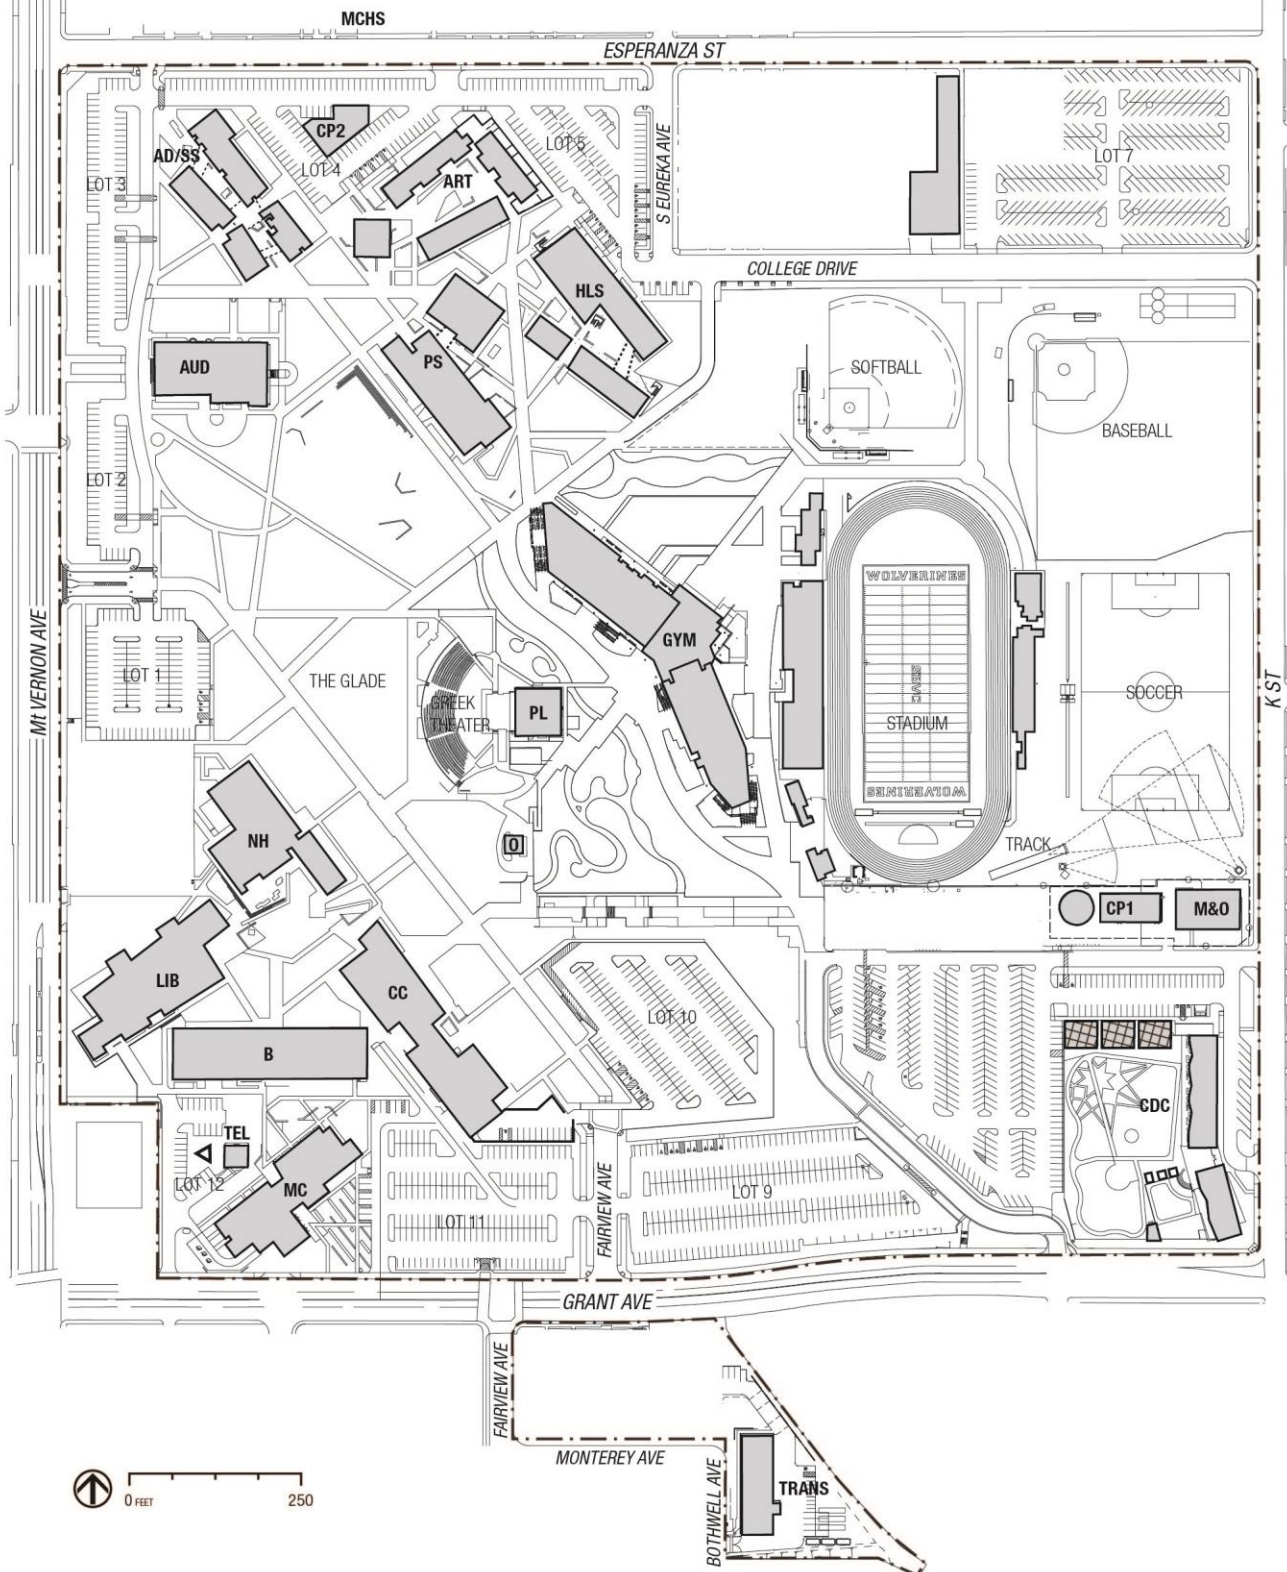 MCHS
ESPERANZA ST
CP2
AD/SS
LOT 4
LOT 5
LOT 3
ART
S EUREKA AVE
LOT 7
COLLEGE DRIVE
HLS
AUD
PS
SOFTBALL
BASEBALL
LOT 2
WOLVERINES
GYM
Mt VERNON AVE
LOT 1
THE GLADE
GREEK
THEATER
PL
SBVC
STADIUM
SOCCER
K ST
WOLVERINES
NH
O
TRACK
CP1
M&O
LIB
CC
LOT 10
B
CDC
TEL
LOT 12
MC
LOT 11
FAIRVIEW AVE
LOT 9
GRANT AVE
FAIRVIEW AVE
MONTEREY AVE
BOTHWELL AVE
TRANS
0 FEET
250